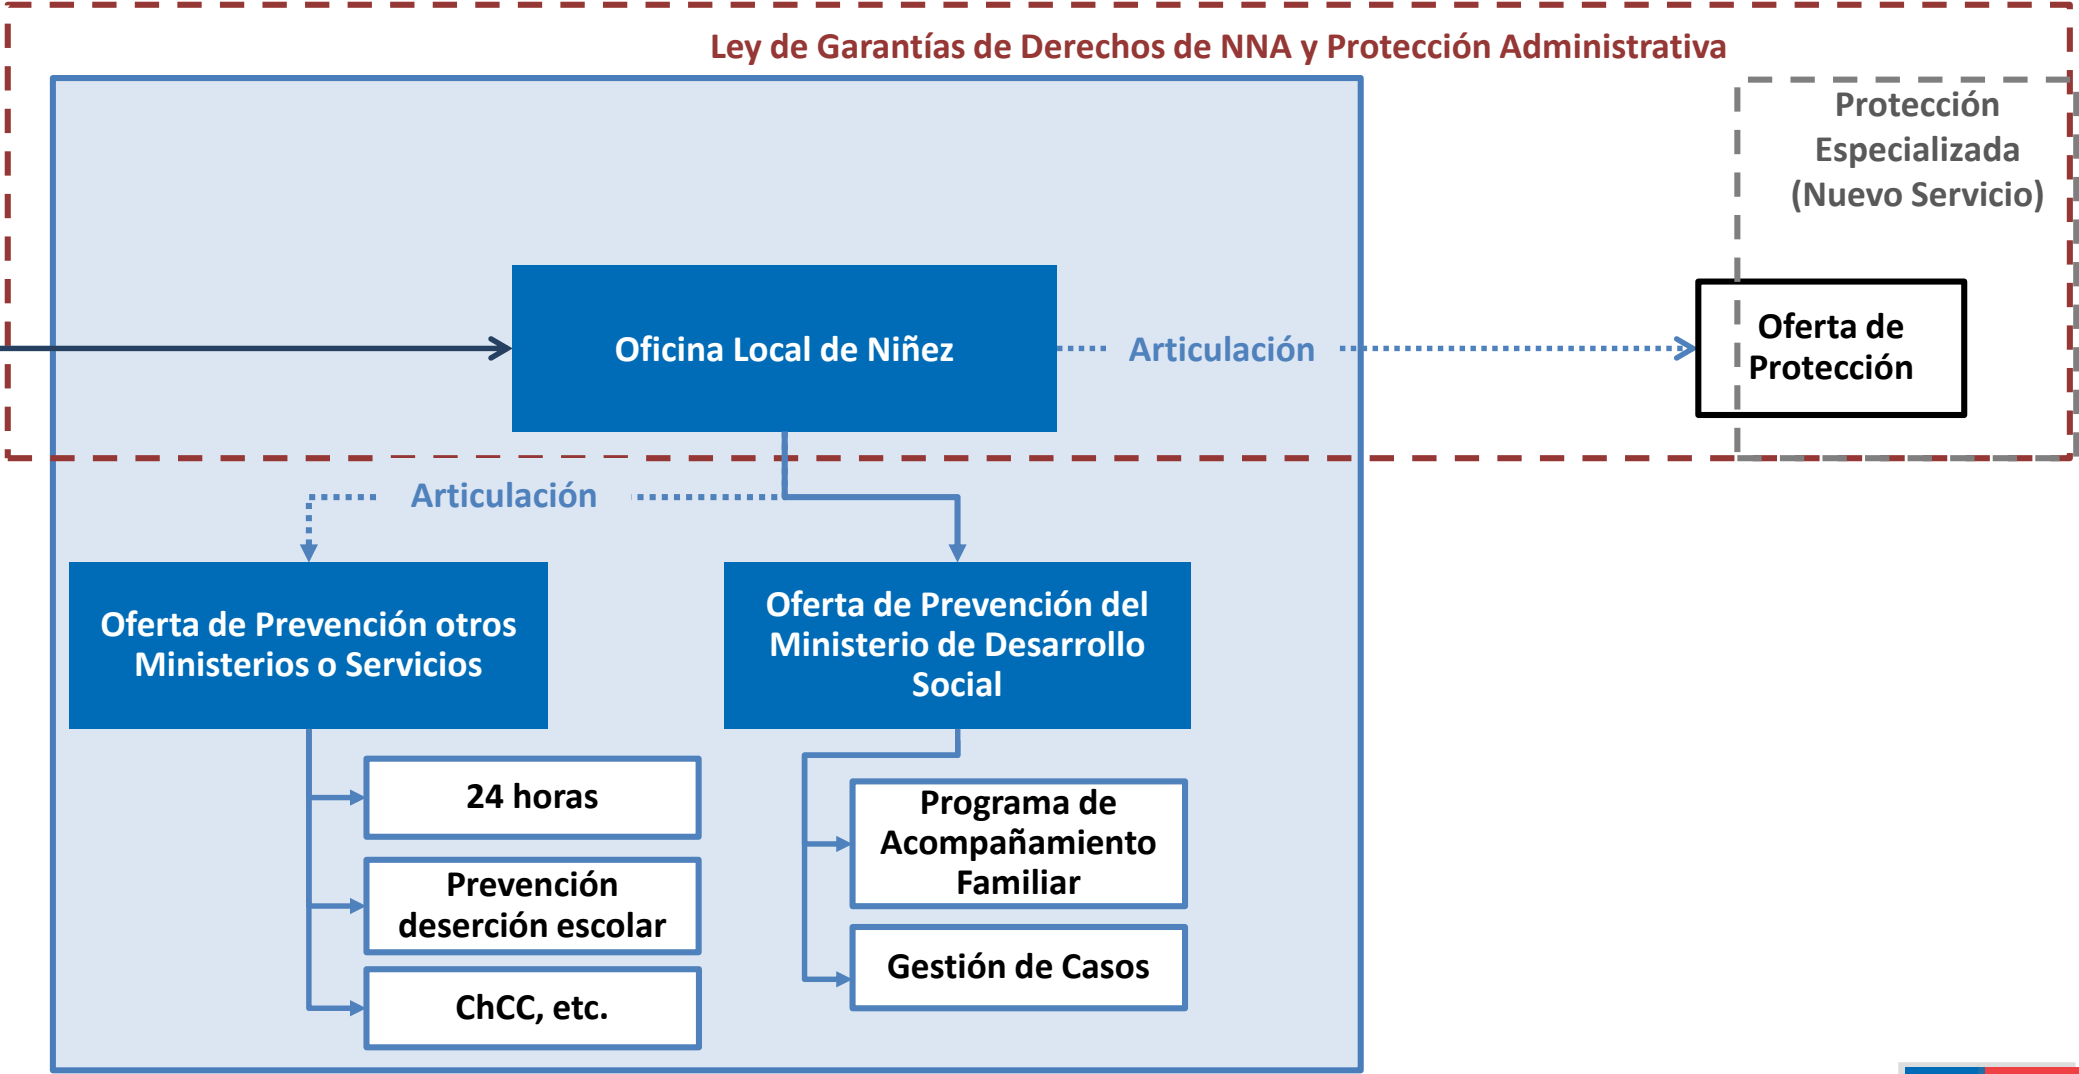 Ley de Garantías de Derechos de NNA y Protección Administrativa
Protección
Especializada
(Nuevo Servicio)
Oficina Local de Niñez
Articulación
Oferta de
Protección
Articulación
Oferta de Prevención otros
Ministerios o Servicios
Oferta de Prevención del
Ministerio de Desarrollo
Social
24 horas
Prevención
deserción escolar
ChCC, etc.
Programa de
Acompañamiento
Familiar
Gestión de Casos